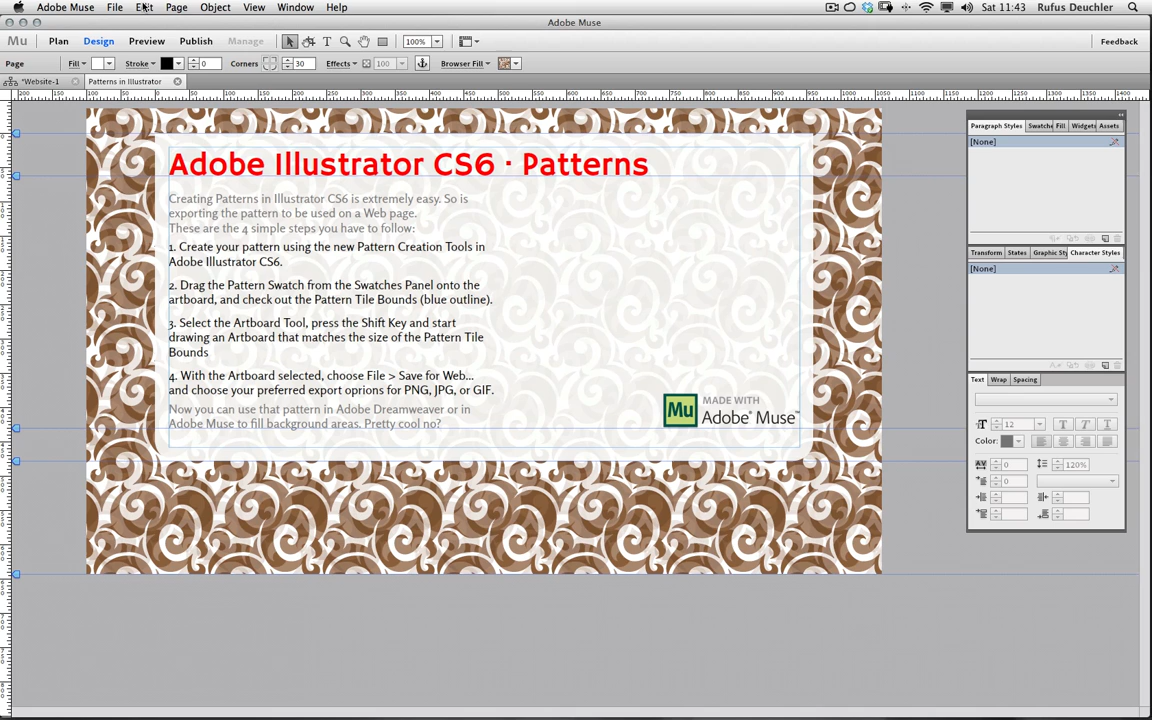 Adobe Muse File Edit Page Object View Window Help Sat 11:43 Rufus Deuchler
Adobe Muse
Mu Plan Design Preview Publish Manage 100% Feedback
Page Fill: Stroke: 0 Corners 30 Effects: 100 Browser Fill:
*Website-1 Patterns in Illustrator
Adobe Illustrator CS6 · Patterns
Creating Patterns in Illustrator CS6 is extremely easy. So is
exporting the pattern to be used on a Web page.
These are the 4 simple steps you have to follow:
1. Create your pattern using the new Pattern Creation Tools in
Adobe Illustrator CS6.
2. Drag the Pattern Swatch from the Swatches Panel onto the
artboard, and check out the Pattern Tile Bounds (blue outline).
3. Select the Artboard Tool, press the Shift Key and start
drawing an Artboard that matches the size of the Pattern Tile
Bounds
4. With the Artboard selected, choose File > Save for Web...
and choose your preferred export oprions for PNG, JPG, or GIF.
Now you can use that pattern in Adobe Dreamweaver or in
Adobe Muse to fill background areas. Pretty cool no?
Mu MADE WITH
Adobe® Muse™
Paragraph Styles Swatche Fill Widgets Assets
[None]
Transform States Graphic Sty Character Styles
[None]
Text Wrap Spacing
12
Color:
0 120%
0